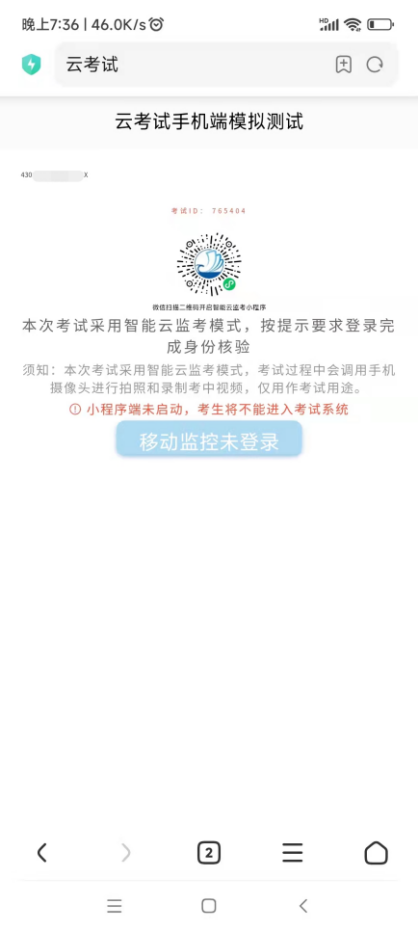 晚上7:36 | 46.0K/s
HD
云考试
云考试手机端模拟测试
430 X
考试ID： 765404
微信扫描二维码开启智能云监考小程序
本次考试采用智能云监考模式，按提示要求登录完
成身份核验
须知：本次考试采用智能云监考模式，考试过程中会调用手机
摄像头进行拍照和录制考中视频，仅用作考试用途。
小程序端未启动，考生将不能进入考试系统
移动监控未登录
2